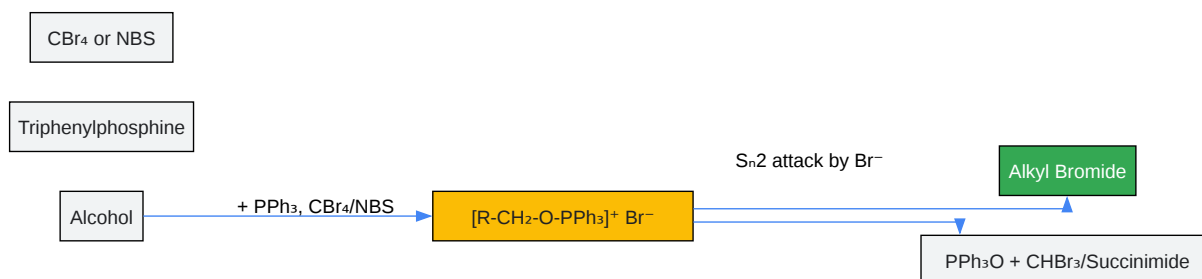 CBr₄ or NBS
Triphenylphosphine
Sₙ2 attack by Br⁻
Alkyl Bromide
Alcohol
+ PPh₃, CBr₄/NBS
[R-CH₂-O-PPh₃]⁺ Br⁻
PPh₃O + CHBr₃/Succinimide